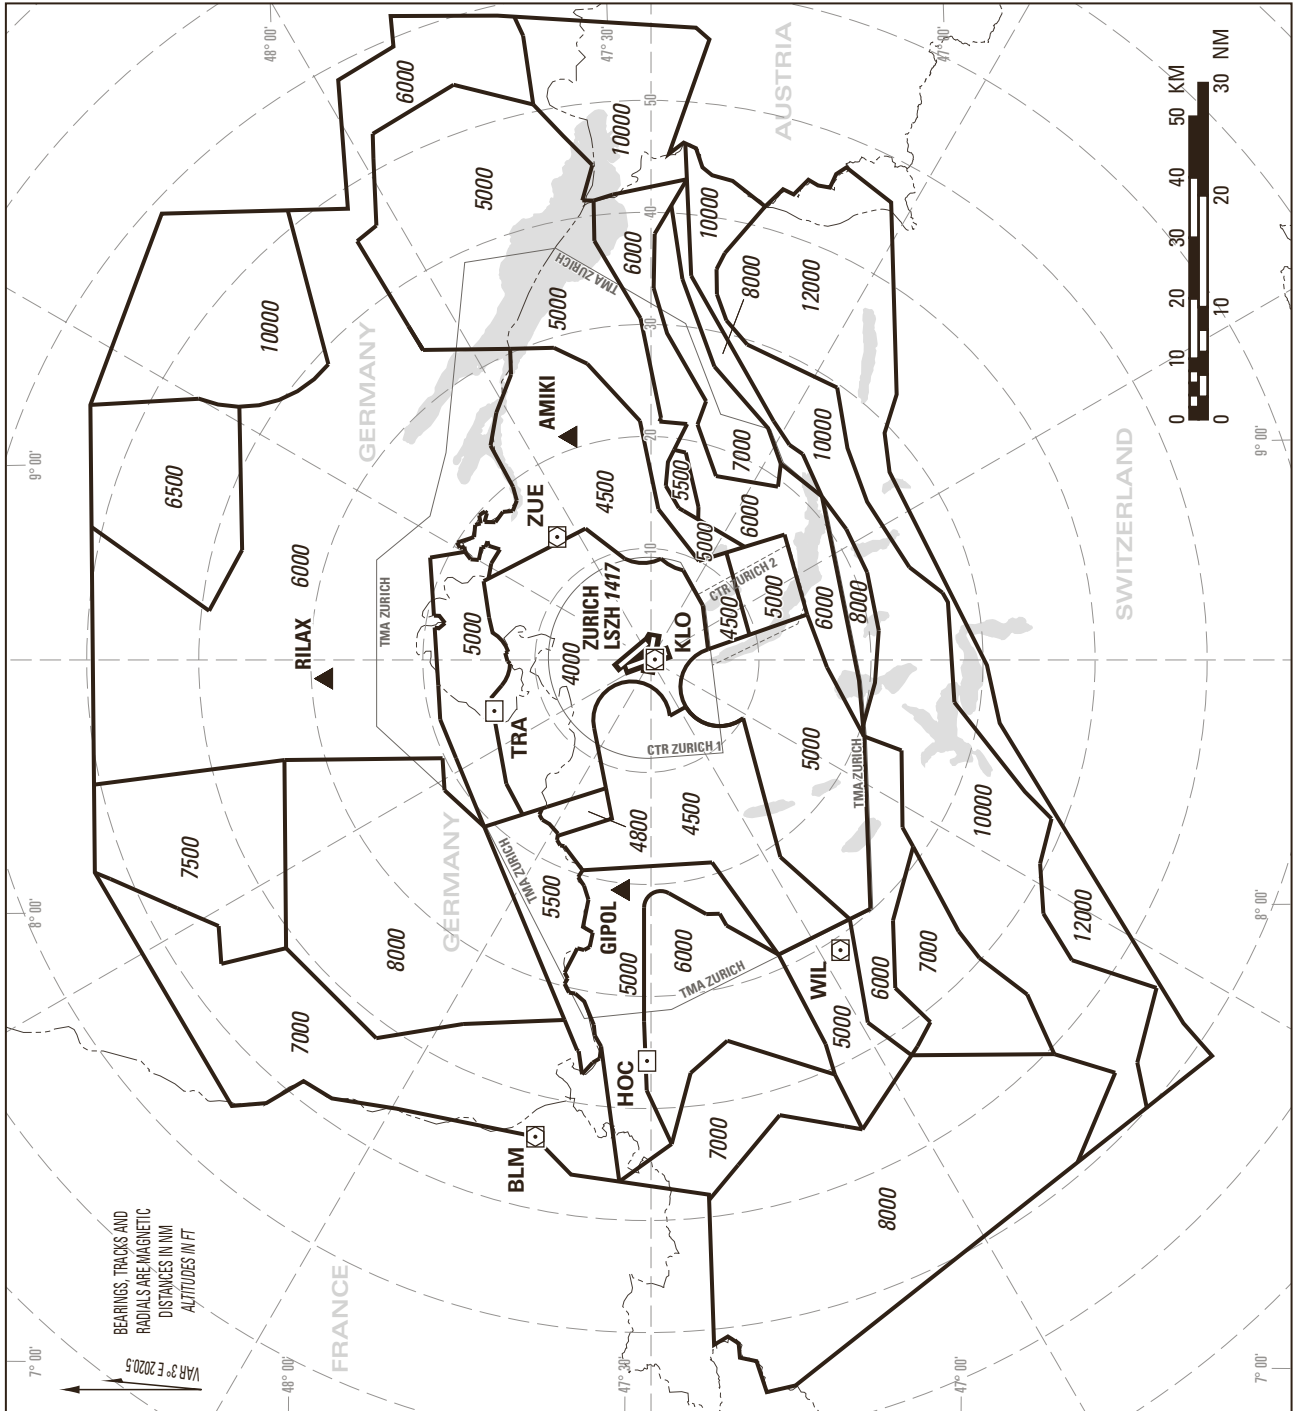 48° 00'
47° 30'
47° 00'
AUSTRIA
50 KM
30 NM
40
30
20
10
0
20
10
0
6000
10000
5000
50
40
30
20
10
10000
GERMANY
TMA ZURICH
6000
5000
10000
8000
12000
9° 00'
6500
AMIKI
7000
10000
SWITZERLAND
9° 00'
ZUE
4500
5500
6000
6000
TMA ZURICH
5000
CTR ZURICH 2
4500
5000
6000
8000
RILAX
5000
4000
ZURICH
LSZH 1417
KLO
TRA
CTR ZURICH 1
5000
TMA ZURICH
7500
GERMANY
TMA ZURICH
4800
4500
10000
8° 00'
8000
5500
GIPOL
5000
6000
TMA ZURICH
WIL
6000
7000
12000
8° 00'
7000
HOC
5000
BLM
7000
8000
BEARINGS, TRACKS AND
RADIALS ARE MAGNETIC
DISTANCES IN NM
ALTITUDES IN FT
FRANCE
VAR 3° E 2020.5
7° 00'
48° 00'
47° 30'
47° 00'
7° 00'